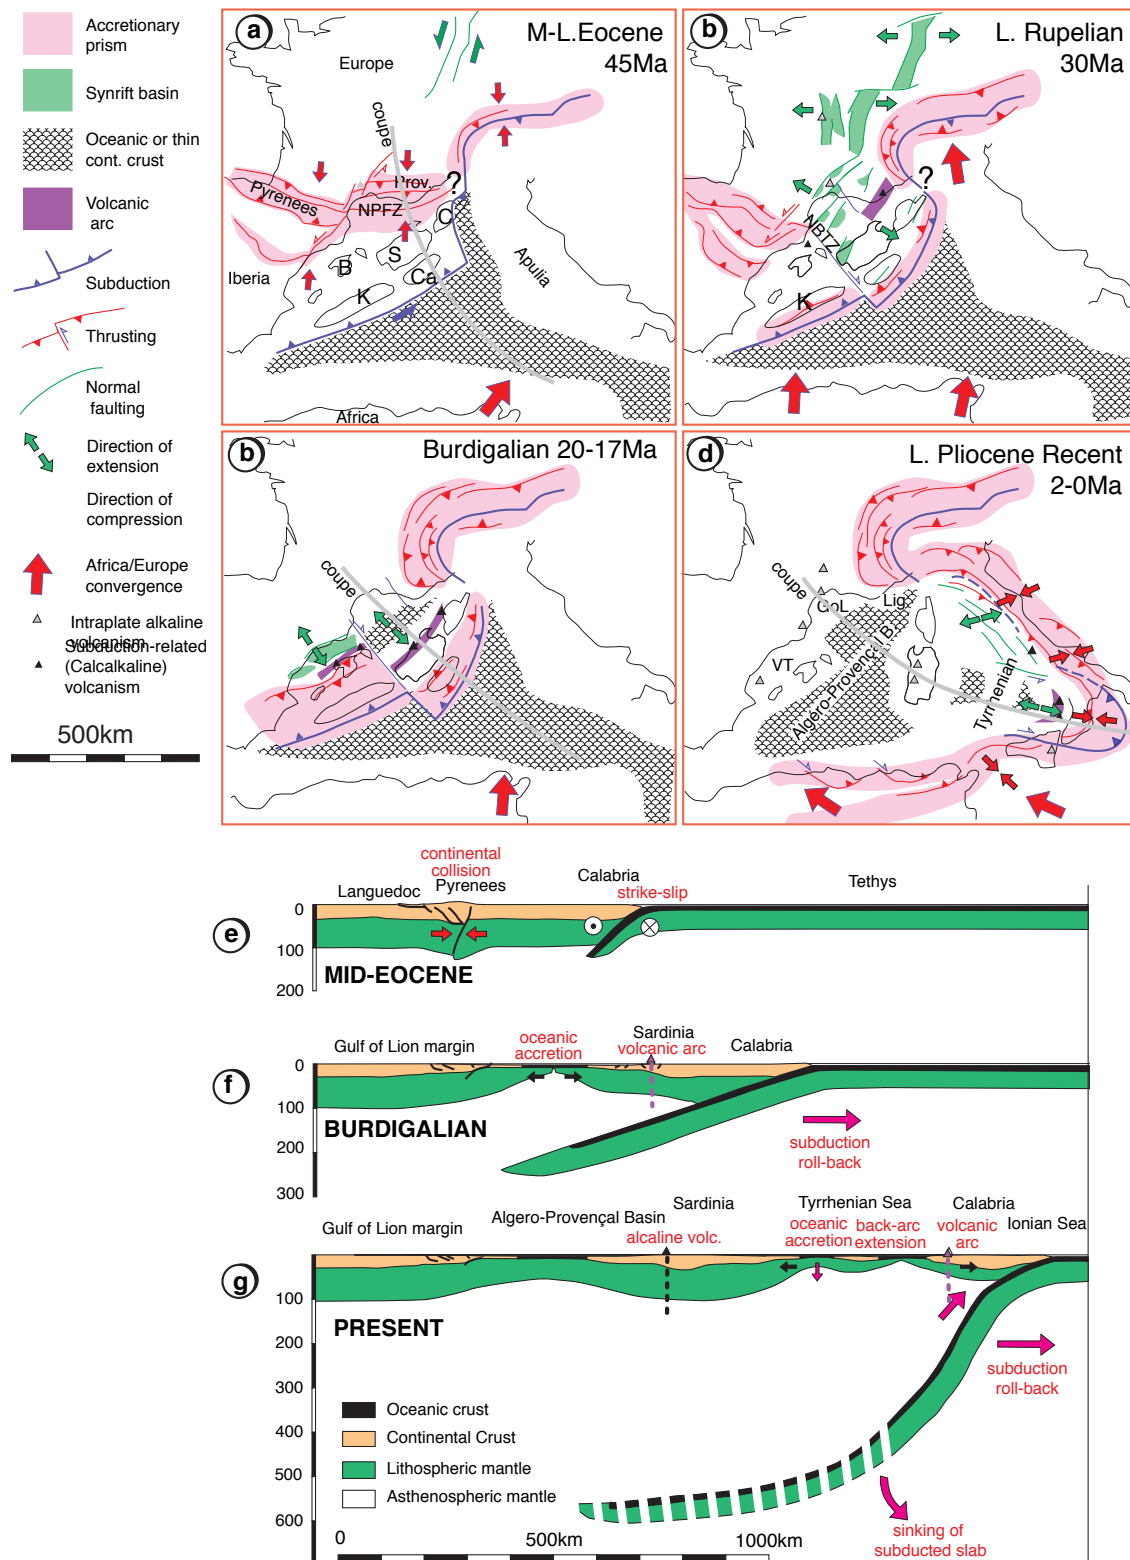 Accretionary
prism
Synrift basin
Oceanic or thin
cont. crust
Volcanic
arc
Subduction
Thrusting
Normal
faulting
Direction of
extension
Direction of
compression
Africa/Europe
convergence
Intraplate alkaline
volcanism
Subduction-related
(Calcalkaline)
volcanism
500km
a
M-L.Eocene
45Ma
Europe
coupe
Pyrenees
Prov.
?
NPFZ
C
S
B
Ca
K
Iberia
Apulia
Africa
b
L. Rupelian
30Ma
?
NBTZ
K
b
Burdigalian 20-17Ma
coupe
d
L. Pliocene Recent
2-0Ma
coupe
GoL
Lig.
VT
Algero-Provençal B.
Tyrrhenian
continental
collision
Languedoc
Pyrenees
Calabria
strike-slip
Tethys
e
0
100
200
MID-EOCENE
Gulf of Lion margin
oceanic
accretion
Sardinia
volcanic arc
Calabria
f
0
100
200
300
BURDIGALIAN
subduction
roll-back
Gulf of Lion margin
Algero-Provençal Basin
Sardinia
alcaline volc.
Tyrrhenian Sea
oceanic
accretion
back-arc
extension
Calabria
volcanic
arc
Ionian Sea
g
100
200
300
400
500
600
PRESENT
subduction
roll-back
Oceanic crust
Continental Crust
Lithospheric mantle
Asthenospheric mantle
sinking of
subducted slab
0
500km
1000km